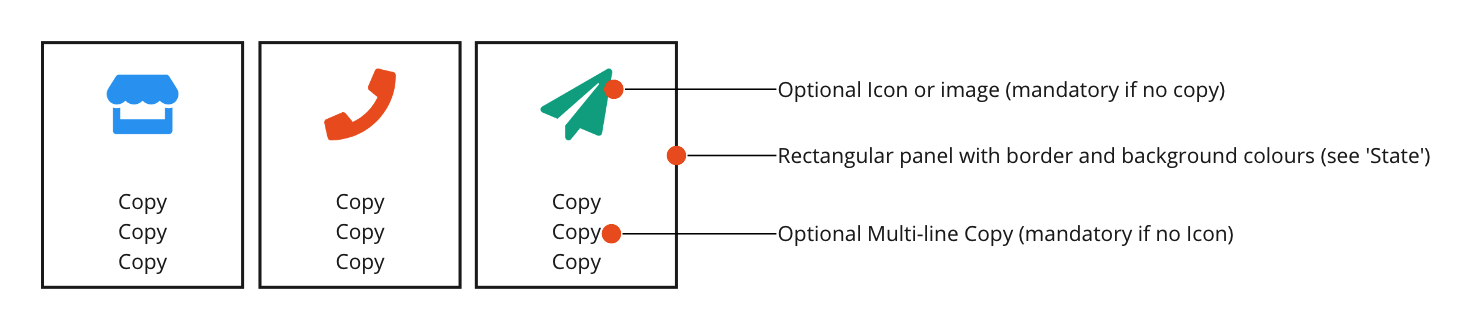 Copy
Copy
Copy
Copy
Copy
Copy
Copy
Copy
Copy
Optional Icon or image (mandatory if no copy)
Rectangular panel with border and background colours (see 'State')
Optional Multi-line Copy (mandatory if no Icon)